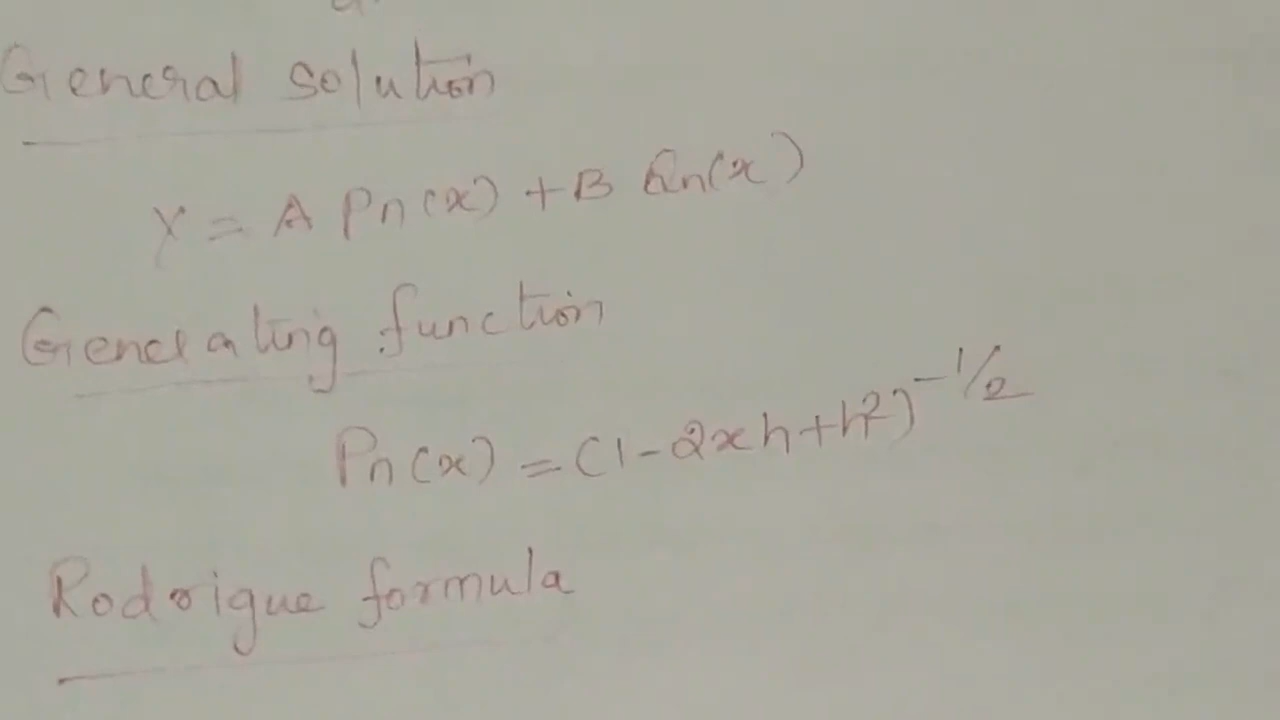 General solution
Y = A Pn(x) + B Qn(x)
Generating function
Pn(x) = (1-2xh+h²)^-1/2
Rodrigue formula